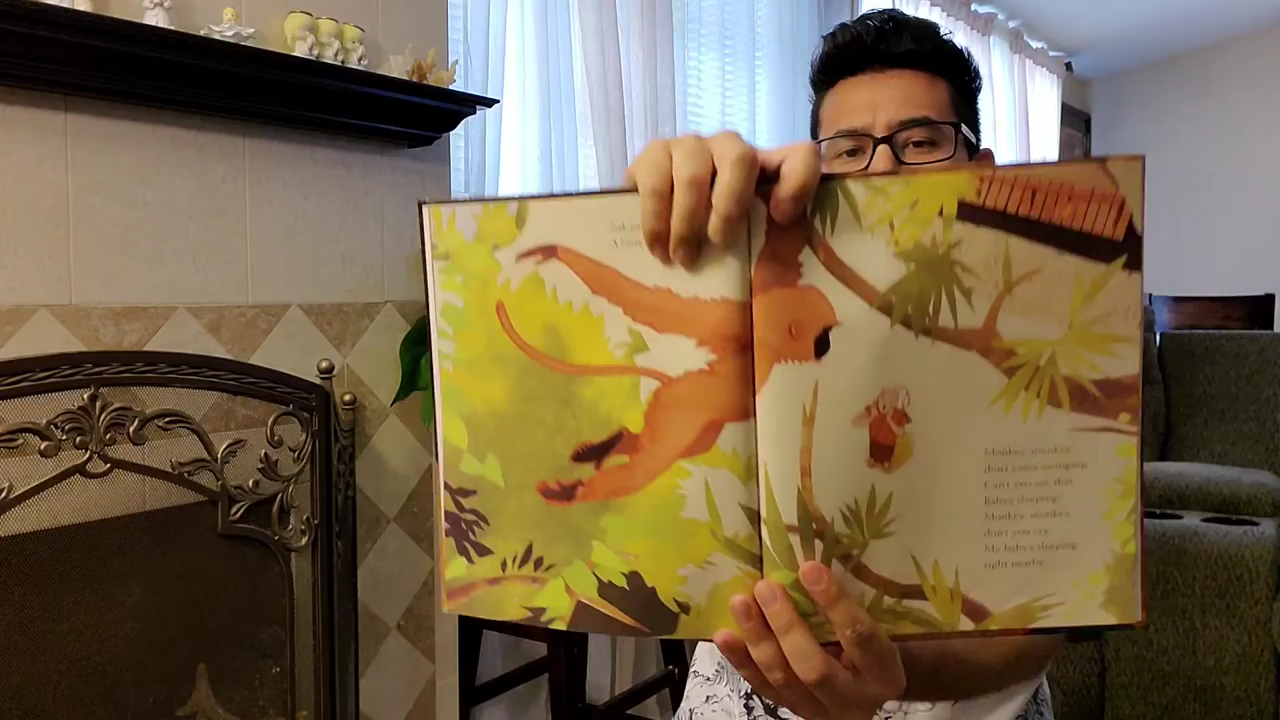 Monkey, monkey,
don't come swinging.
Can't you see that
Baby's sleeping?
Monkey, monkey,
don't you cry.
My baby's sleeping
right nearby.